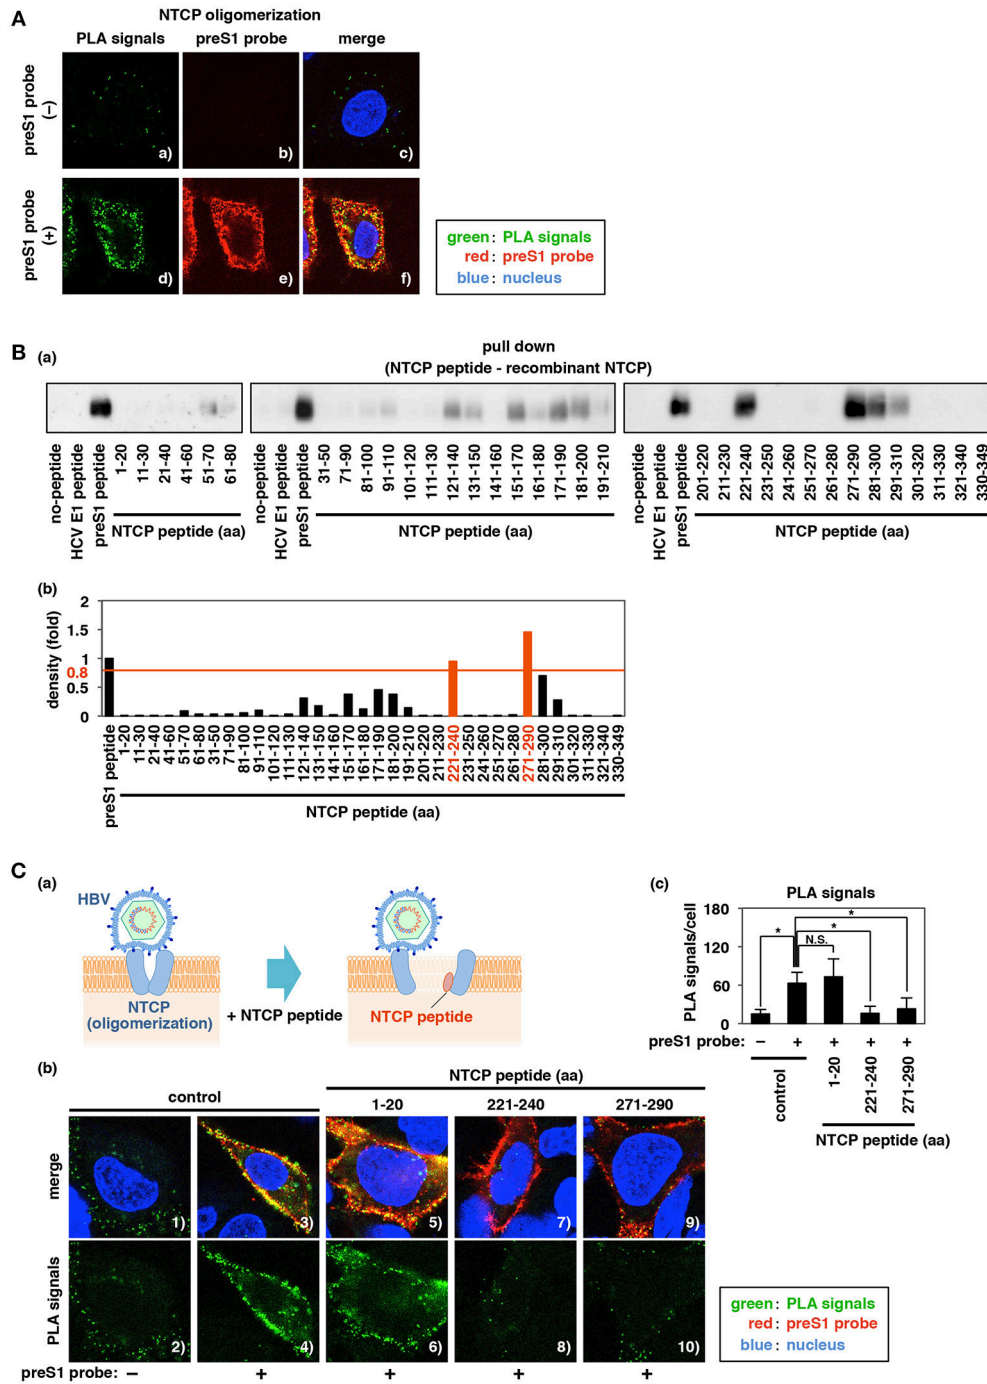 A
NTCP oligomerization
PLA signals preS1 probe merge
preS1 probe
(−)
a) b) c)
preS1 probe
(+)
d) e) f)
green: PLA signals
red: preS1 probe
blue: nucleus
B
(a)
pull down
(NTCP peptide - recombinant NTCP)
no-peptide
HCV E1 peptide
preS1 peptide
1-20
11-30
21-40
41-60
51-70
61-80
NTCP peptide (aa)
no-peptide
HCV E1 peptide
preS1 peptide
31-50
71-90
81-100
91-110
101-120
111-130
121-140
131-150
151-170
161-180
171-190
181-200
191-210
NTCP peptide (aa)
no-peptide
HCV E1 peptide
preS1 peptide
201-220
211-230
221-240
231-250
241-260
261-280
271-290
281-300
291-310
301-320
311-330
321-340
330-349
NTCP peptide (aa)
(b)
density (fold)
2
1.5
1
0.8
0.5
0
preS1 peptide
1-20
11-30
21-40
41-60
51-70
61-80
31-50
71-90
81-100
91-110
101-120
111-130
121-140
131-150
141-160
151-170
161-180
171-190
181-200
191-210
201-220
211-230
221-240
231-250
241-260
251-270
261-280
271-290
281-300
291-310
301-320
311-330
321-340
330-349
NTCP peptide (aa)
C
(a)
HBV
NTCP
(oligomerization)
+ NTCP peptide
NTCP peptide
(c)
PLA signals
PLA signals/cell
180
120
60
0
* N.S. * *
preS1 probe: − + + + +
control
1-20
221-240
271-290
NTCP peptide (aa)
(b)
NTCP peptide (aa)
control
1-20 221-240 271-290
merge
1) 3) 5) 7) 9)
PLA signals
2) 4) 6) 8) 10)
preS1 probe: − + + + +
green: PLA signals
red: preS1 probe
blue: nucleus